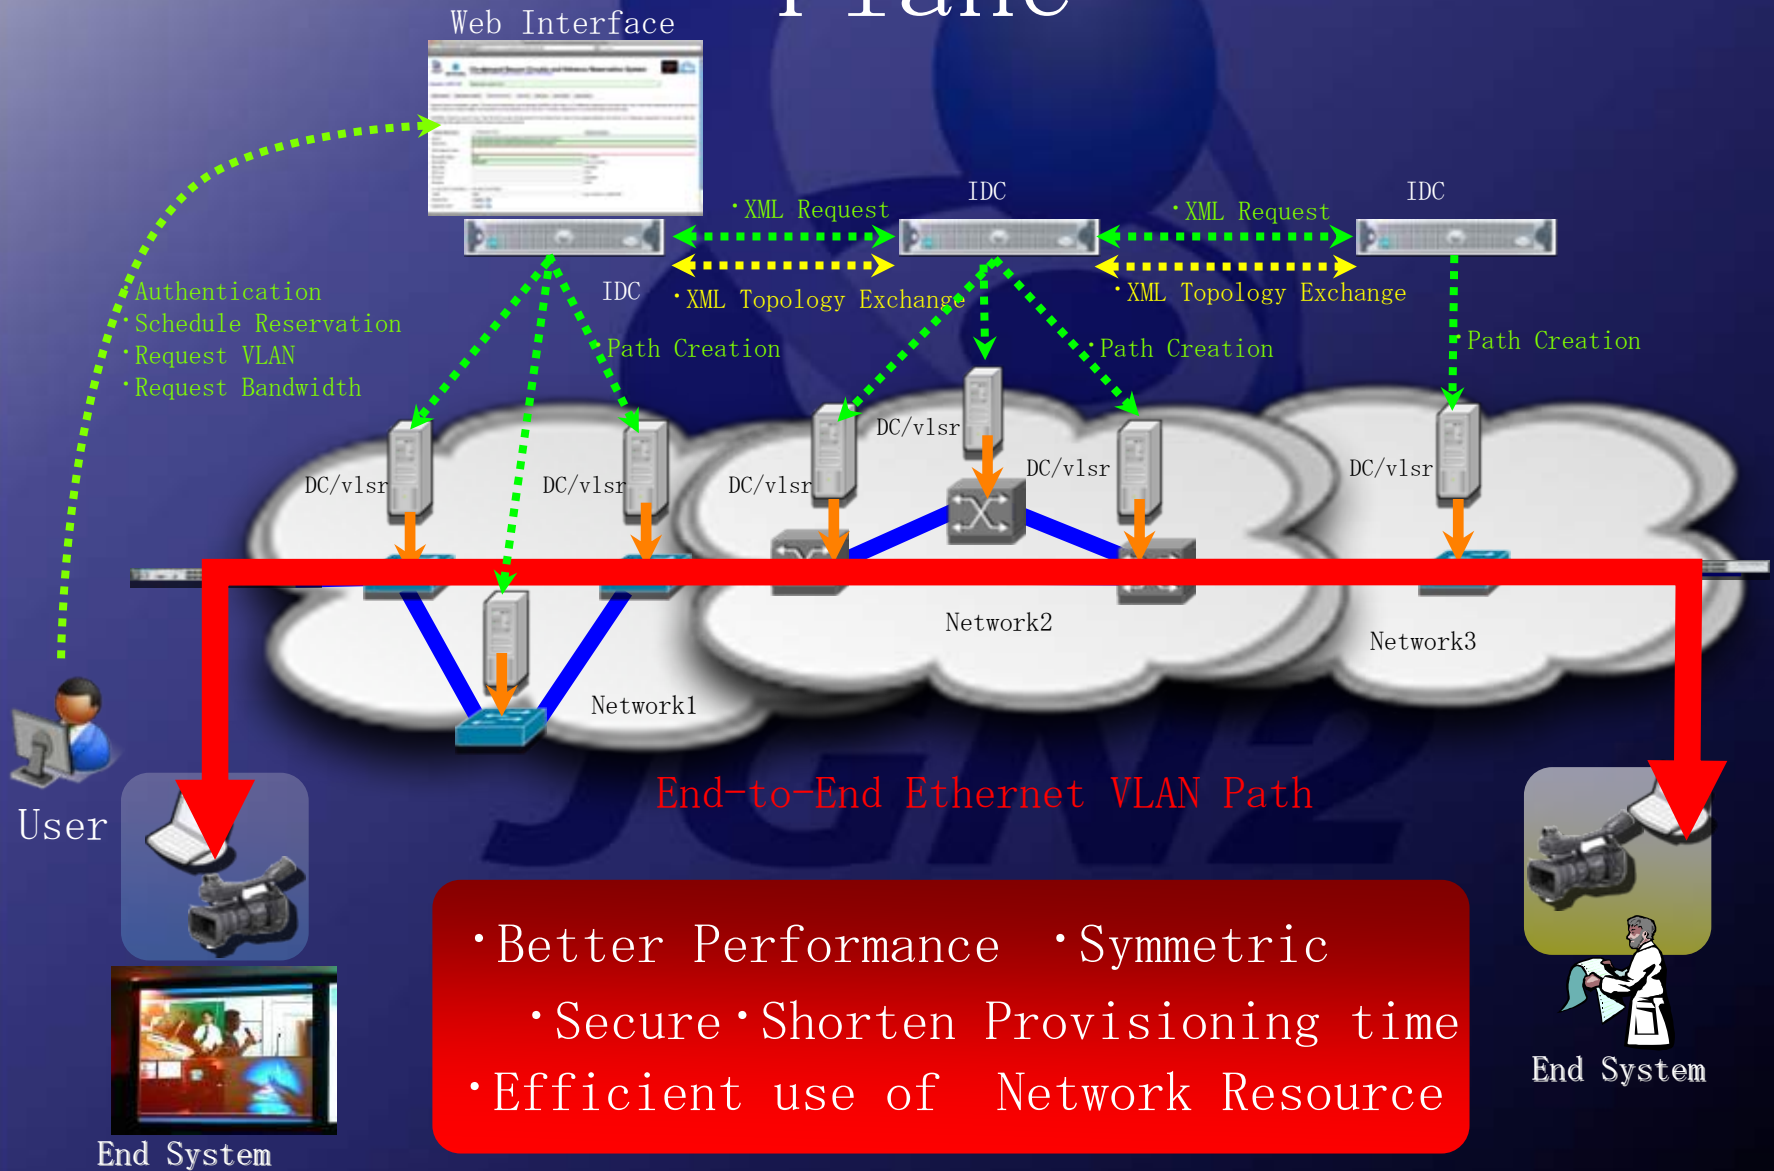 Plane
Web Interface
IDC
IDC
・XML Request
・XML Request
IDC
・XML Topology Exchange
・XML Topology Exchange
・Authentication
・Schedule Reservation
・Request VLAN
・Request Bandwidth
・Path Creation
・Path Creation
・Path Creation
DC/vlsr
DC/vlsr
DC/vlsr
DC/vlsr
DC/vlsr
DC/vlsr
Network2
Network3
Network1
User
End-to-End Ethernet VLAN Path
JGN2
・Better Performance ・Symmetric
・Secure・Shorten Provisioning time
・Efficient use of Network Resource
End System
End System